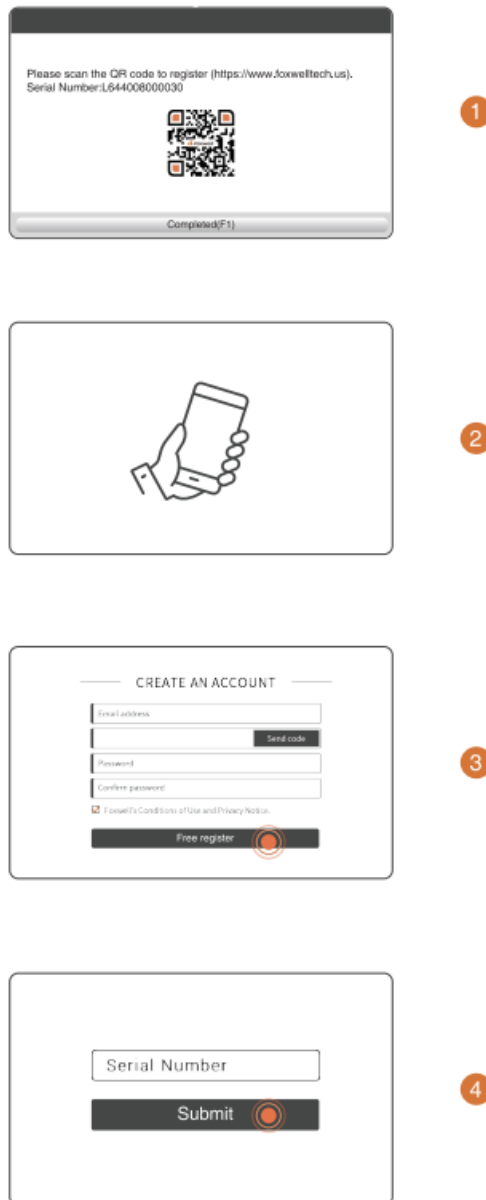 Please scan the QR code to register (https://www.foxwelltech.us).
Serial Number:L644008000030
1
Completed(F1)
2
CREATE AN ACCOUNT
Email address
Send code
Password
Confirm password
Foxwell's Conditions of Use and Privacy Notice.
Free register
3
Serial Number
Submit
4